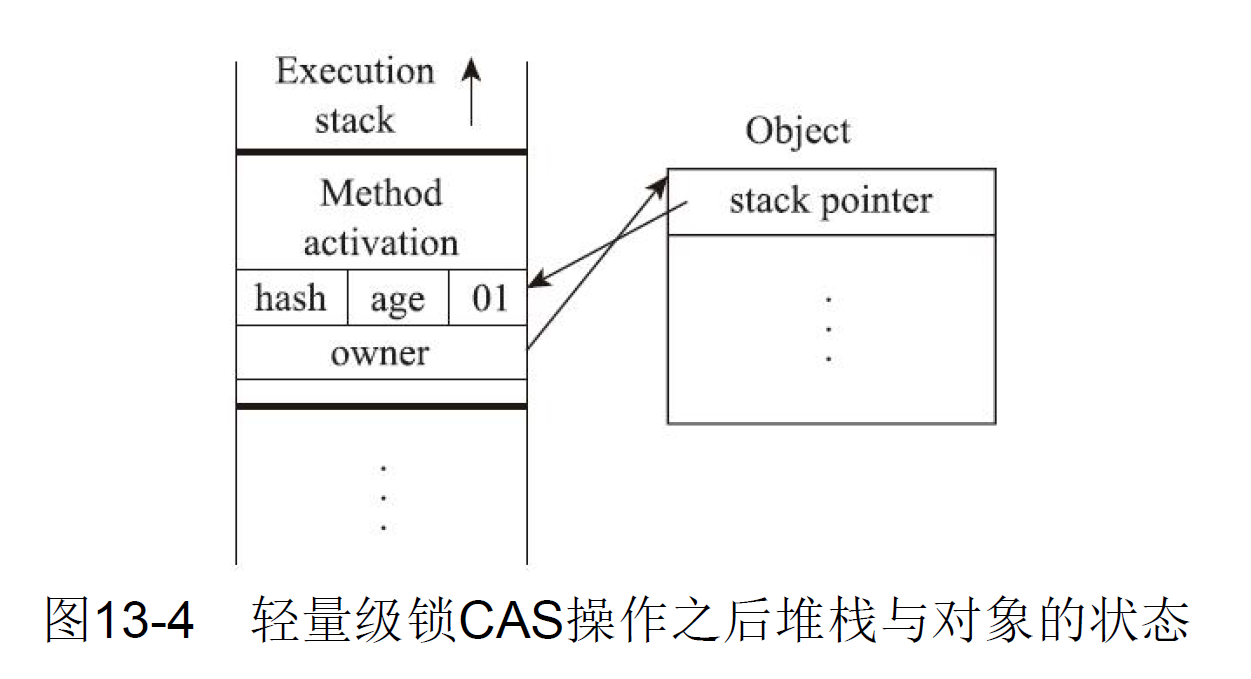 Execution
stack
Object
Method
activation
stack pointer
hash age 01
owner
图13-4 轻量级锁CAS操作之后堆栈与对象的状态